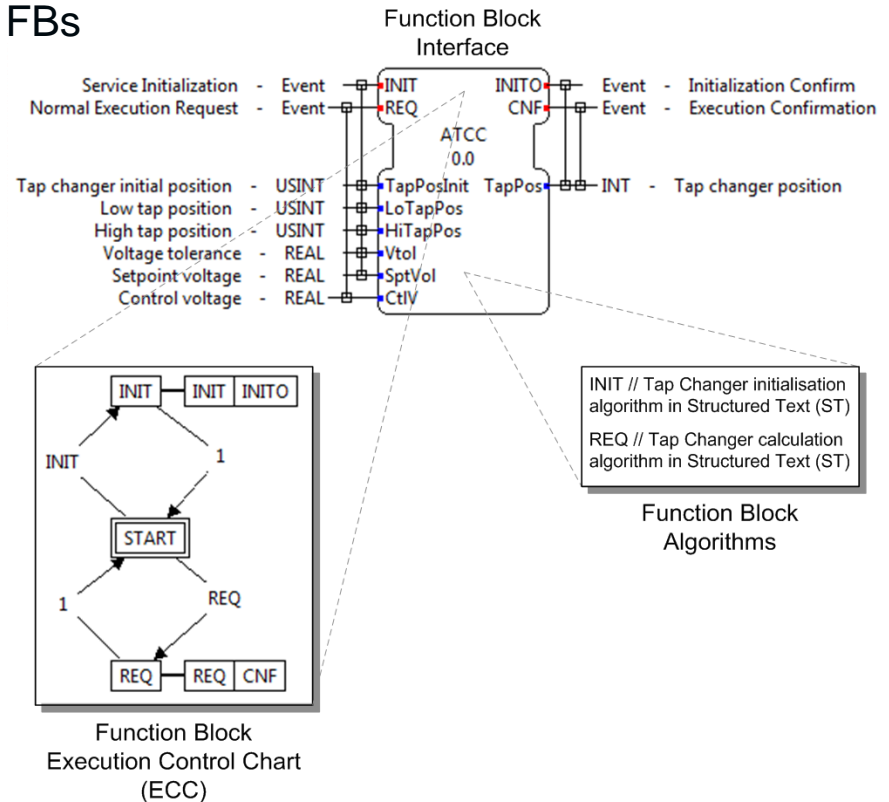 FBs
Function Block
Interface
Service Initialization - Event INIT INITO Event - Initialization Confirm
Normal Execution Request - Event REQ CNF Event - Execution Confirmation
ATCC
0.0
Tap changer initial position - USINT TapPosInit TapPos INT - Tap changer position
Low tap position - USINT LoTapPos
High tap position - USINT HiTapPos
Voltage tolerance - REAL Vtol
Setpoint voltage - REAL SptVol
Control voltage - REAL CtlV
INIT INIT INITO
INIT 1
START
1 REQ
REQ REQ CNF
Function Block
Execution Control Chart
(ECC)
INIT // Tap Changer initialisation
algorithm in Structured Text (ST)
REQ // Tap Changer calculation
algorithm in Structured Text (ST)
Function Block
Algorithms